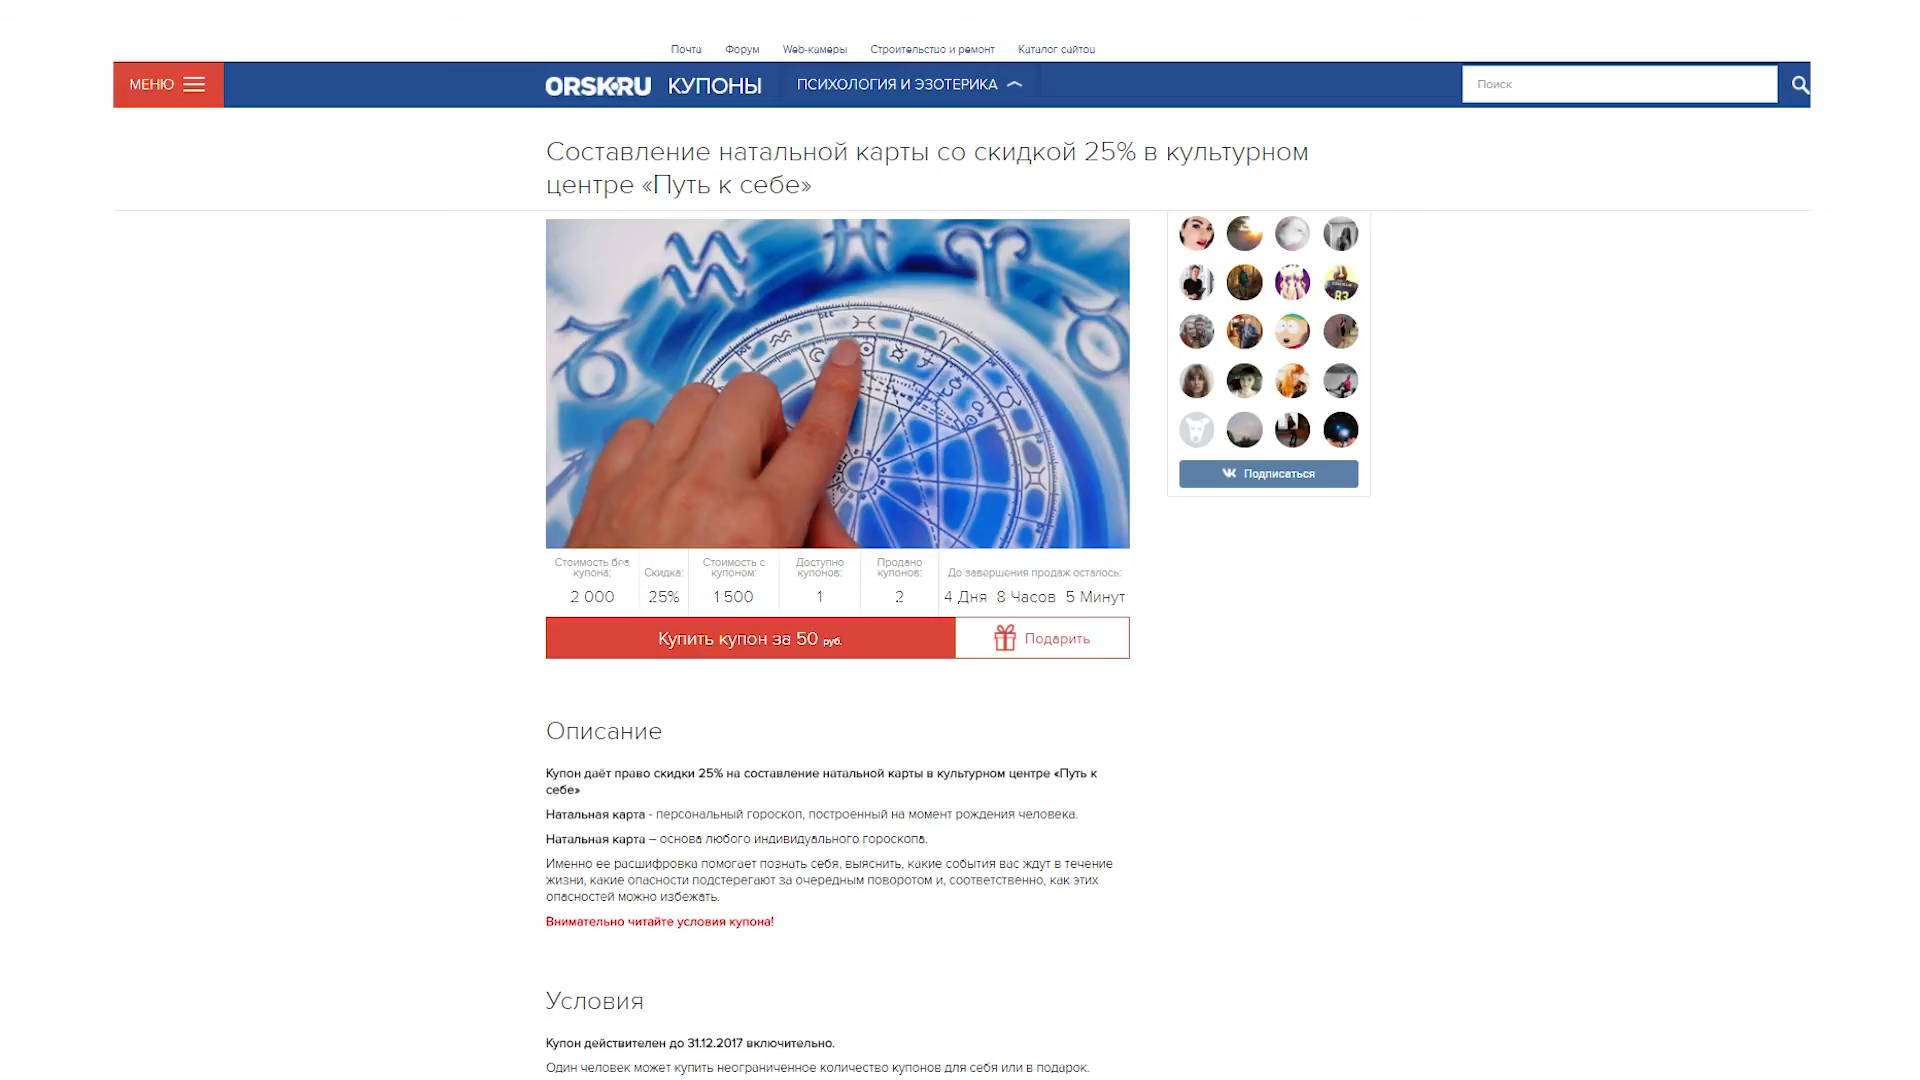 Почта Форум Web-камеры Строительство и ремонт Каталог сайтов
МЕНЮ ORSK.RU КУПОНЫ ПСИХОЛОГИЯ И ЭЗОТЕРИКА Поиск
Составление натальной карты со скидкой 25% в культурном
центре «Путь к себе»
Подписаться
Стоимость без купона: 2 000
Скидка: 25%
Стоимость с купоном: 1 500
Доступно купонов: 1
Продано купонов: 2
До завершения продаж осталось: 4 Дня 8 Часов 5 Минут
Купить купон за 50 руб. Подарить
Описание
Купон даёт право скидки 25% на составление натальной карты в культурном центре «Путь к
себе»
Натальная карта - персональный гороскоп, построенный на момент рождения человека.
Натальная карта – основа любого индивидуального гороскопа.
Именно ее расшифровка помогает познать себя, выяснить, какие события вас ждут в течение
жизни, какие опасности подстерегают за очередным поворотом и, соответственно, как этих
опасностей можно избежать.
Внимательно читайте условия купона!
Условия
Купон действителен до 31.12.2017 включительно.
Один человек может купить неограниченное количество купонов для себя или в подарок.